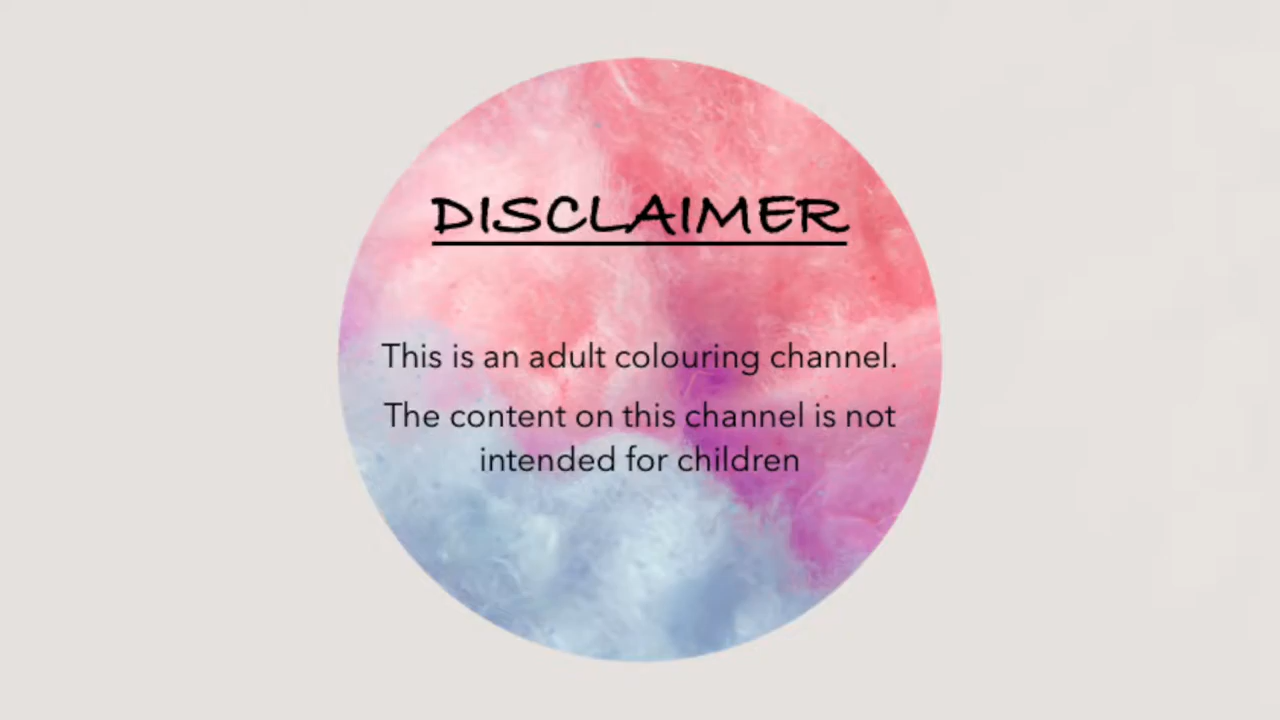 DISCLAIMER
This is an adult colouring channel.
The content on this channel is not
intended for children